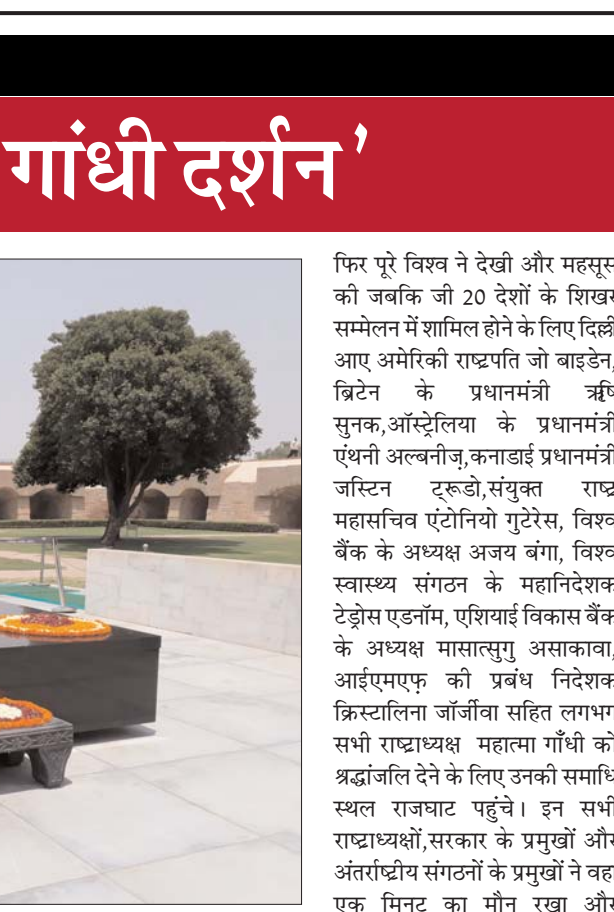 गांधी दर्शन'
फिर पूरे विश्व ने देखी और महसूस
की जबकि जी 20 देशों के शिखर
सम्मेलन में शामिल होने के लिए दिल्ली
आए अमेरिकी राष्ट्रपति जो बाइडेन,
ब्रिटेन के प्रधानमंत्री ऋषि
सुनक,ऑस्ट्रेलिया के प्रधानमंत्री
एंथनी अल्बनीज़,कनाडाई प्रधानमंत्री
जस्टिन ट्रूडो,संयुक्त राष्ट्र
महासचिव एंटोनियो गुटेरेस, विश्व
बैंक के अध्यक्ष अजय बंगा, विश्व
स्वास्थ्य संगठन के महानिदेशक
टेड्रोस एडनॉम, एशियाई विकास बैंक
के अध्यक्ष मासात्सुगु असाकावा,
आईएमएफ़ की प्रबंध निदेशक
क्रिस्टालिना जॉर्जीवा सहित लगभग
सभी राष्ट्राध्यक्ष महात्मा गाँधी को
श्रद्धांजलि देने के लिए उनकी समाधि
स्थल राजघाट पहुंचे। इन सभी
राष्ट्राध्यक्षों,सरकार के प्रमुखों और
अंतर्राष्ट्रीय संगठनों के प्रमुखों ने वहा
एक मिनट का मौन रखा और